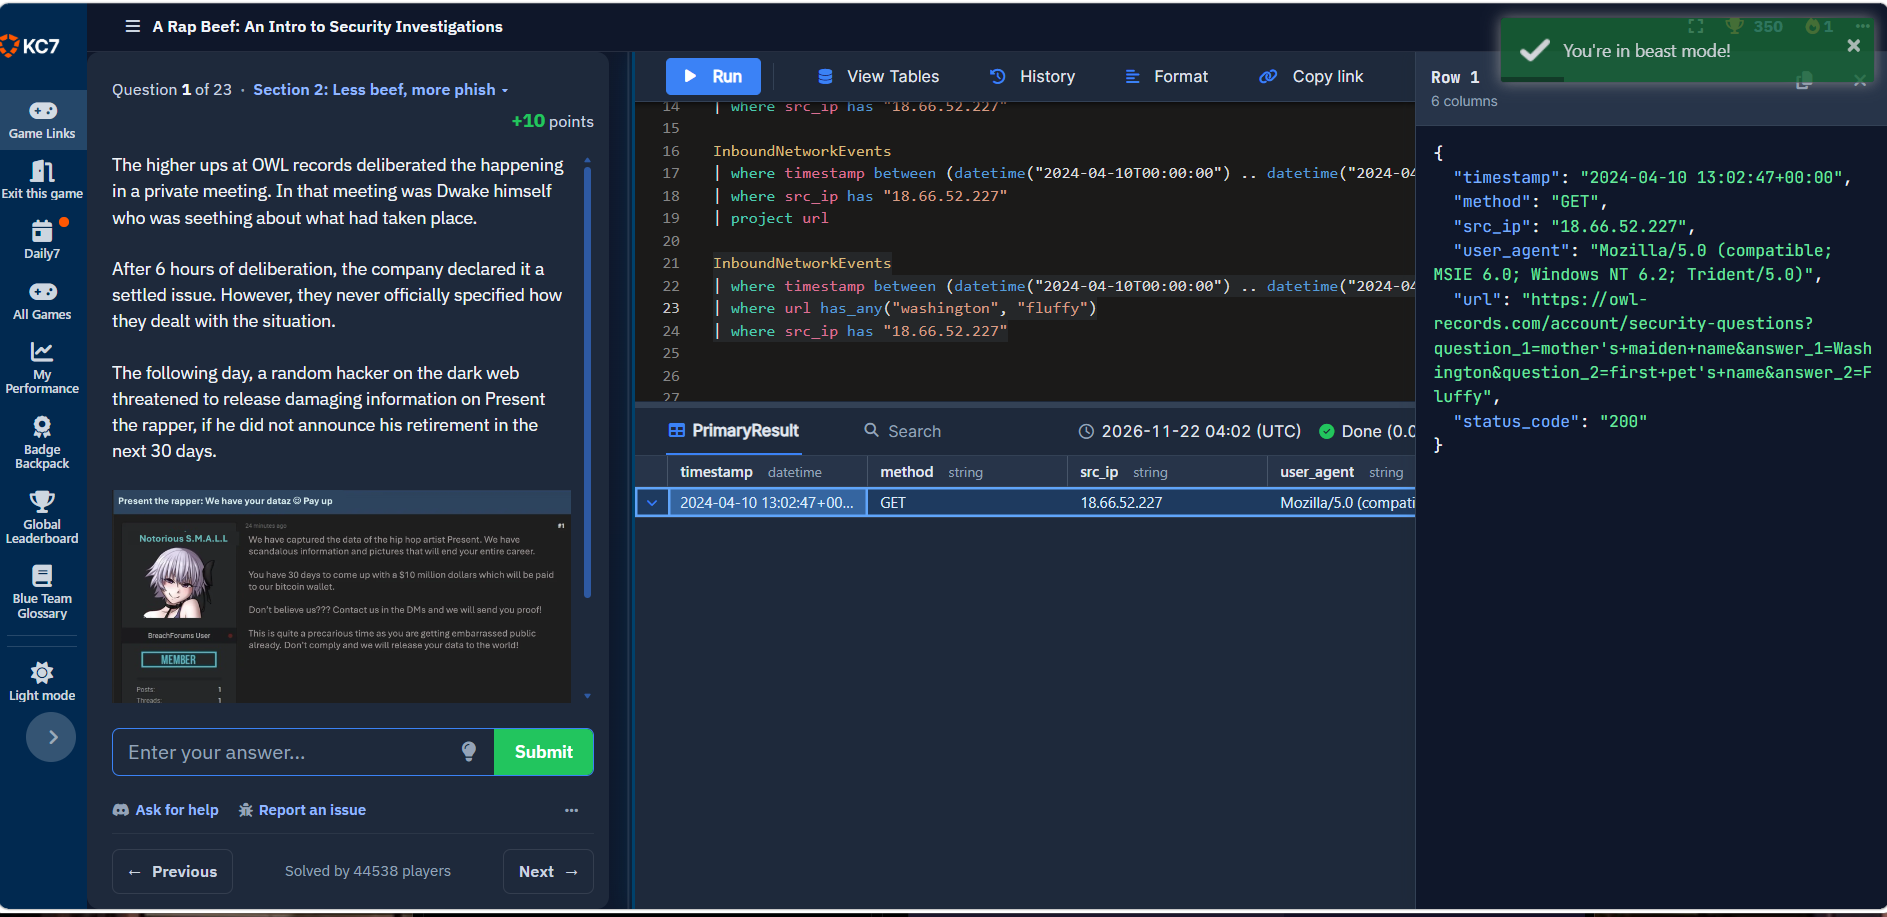 KC7
Game Links
Exit this game
Daily7
All Games
My
Performance
Badge
Backpack
Global
Leaderboard
Blue Team
Glossary
Light mode
A Rap Beef: An Intro to Security Investigations
Question 1 of 23 · Section 2: Less beef, more phish
+10 points
The higher ups at OWL records deliberated the happening
in a private meeting. In that meeting was Dwake himself
who was seething about what had taken place.
After 6 hours of deliberation, the company declared it a
settled issue. However, they never officially specified how
they dealt with the situation.
The following day, a random hacker on the dark web
threatened to release damaging information on Present
the rapper, if he did not announce his retirement in the
next 30 days.
Present the rapper: We have your dataz ☺ Pay up
24 minutes ago
#1
Notorious S.M.A.L.L
We have captured the data of the hip hop artist Present. We have
scandalous information and pictures that will end your entire career.
You have 30 days to come up with a $10 million dollars which will be paid
to our bitcoin wallet.
Don't believe us??? Contact us in the DMs and we will send you proof!
This is quite a precarious time as you are getting embarrassed public
already. Don't comply and we will release your data to the world!
BreachForums User
MEMBER
Posts: 1
Threads: 1
Enter your answer...
Submit
Ask for help
Report an issue
...
← Previous
Solved by 44538 players
Next →
Run
View Tables
History
Format
Copy link
14 | where src_ip has "18.66.52.227"
15
16 InboundNetworkEvents
17 | where timestamp between (datetime("2024-04-10T00:00:00") .. datetime("2024-04
18 | where src_ip has "18.66.52.227"
19 | project url
20
21 InboundNetworkEvents
22 | where timestamp between (datetime("2024-04-10T00:00:00") .. datetime("2024-04
23 | where url has_any("washington", "fluffy")
24 | where src_ip has "18.66.52.227"
25
26
27
PrimaryResult
Search
2026-11-22 04:02 (UTC)
Done (0.0
timestamp datetime
method string
src_ip string
user_agent string
2024-04-10 13:02:47+00...
GET
18.66.52.227
Mozilla/5.0 (compati
350
1
...
You're in beast mode!
Row 1
6 columns
{
"timestamp": "2024-04-10 13:02:47+00:00",
"method": "GET",
"src_ip": "18.66.52.227",
"user_agent": "Mozilla/5.0 (compatible;
MSIE 6.0; Windows NT 6.2; Trident/5.0)",
"url": "https://owl-
records.com/account/security-questions?
question_1=mother's+maiden+name&answer_1=Wash
ington&question_2=first+pet's+name&answer_2=F
luffy",
"status_code": "200"
}